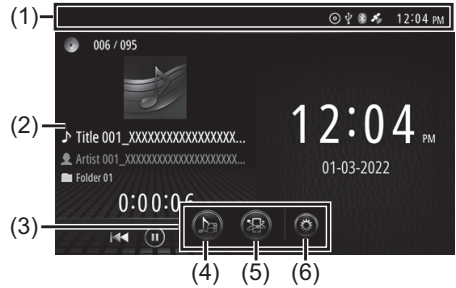 (1)
12:04 PM
006 / 095
(2)
Title 001_XXXXXXXXXXXXXXXXX...
Artist 001_XXXXXXXXXXXXXXXXXXXX...
Folder 01
0:00:06
12:04 PM
01-03-2022
(3)
(4) (5) (6)